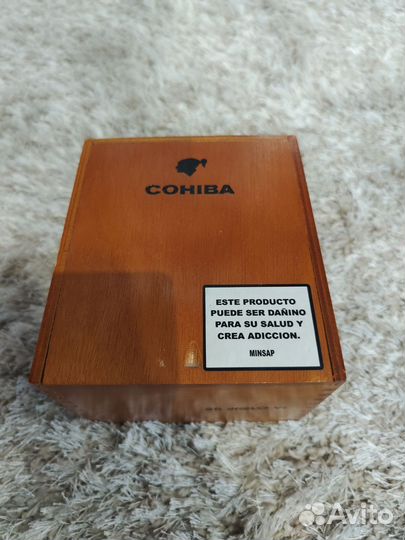 COHIBA
ESTE PRODUCTO
PUEDE SER DAÑINO
PARA SU SALUD Y
CREA ADICCION.
MINSAP
Avito